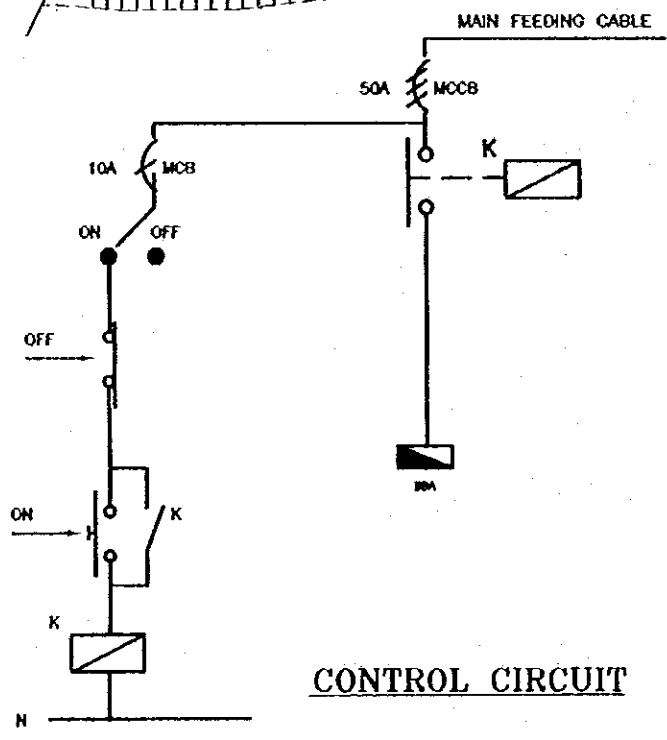 MAIN FEEDING CABLE
50A MCCB
K
10A MCB
ON OFF
OFF
ON
K
K
CONTROL CIRCUIT
N